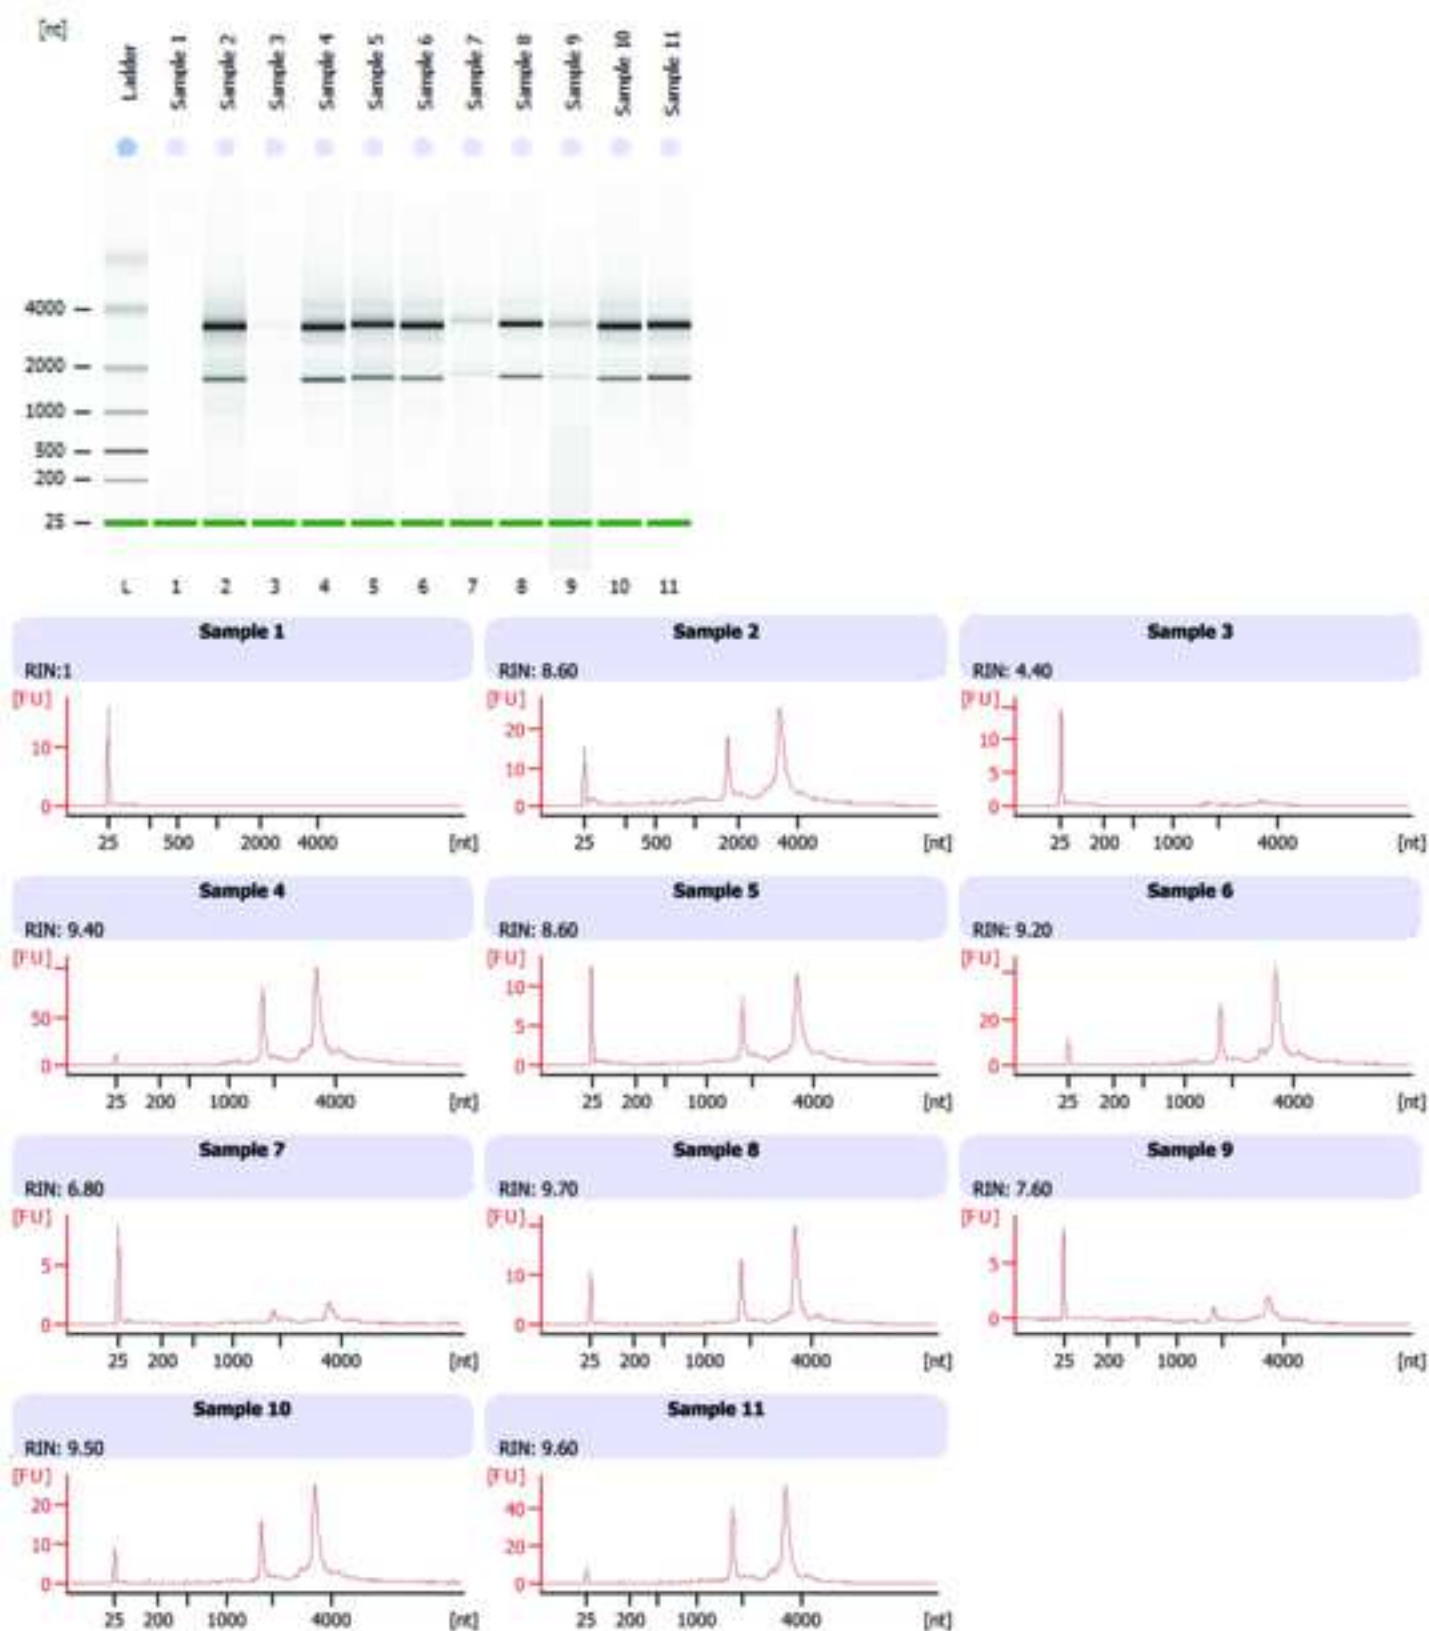 [nt]
Ladder
Sample 1
Sample 2
Sample 3
Sample 4
Sample 5
Sample 6
Sample 7
Sample 8
Sample 9
Sample 10
Sample 11
4000
2000
1000
500
200
25
L 1 2 3 4 5 6 7 8 9 10 11
Sample 1
RIN:1
[FU]
10
0
25 500 2000 4000 [nt]
Sample 2
RIN: 8.60
[FU]
20
10
0
25 500 2000 4000 [nt]
Sample 3
RIN: 4.40
[FU]
10
5
0
25 200 1000 4000 [nt]
Sample 4
RIN: 9.40
[FU]
50
0
25 200 1000 4000 [nt]
Sample 5
RIN: 8.60
[FU]
10
5
0
25 200 1000 4000 [nt]
Sample 6
RIN: 9.20
[FU]
20
0
25 200 1000 4000 [nt]
Sample 7
RIN: 6.80
[FU]
5
0
25 200 1000 4000 [nt]
Sample 8
RIN: 9.70
[FU]
10
0
25 200 1000 4000 [nt]
Sample 9
RIN: 7.60
[FU]
5
0
25 200 1000 4000 [nt]
Sample 10
RIN: 9.50
[FU]
20
10
0
25 200 1000 4000 [nt]
Sample 11
RIN: 9.60
[FU]
40
20
0
25 200 1000 4000 [nt]